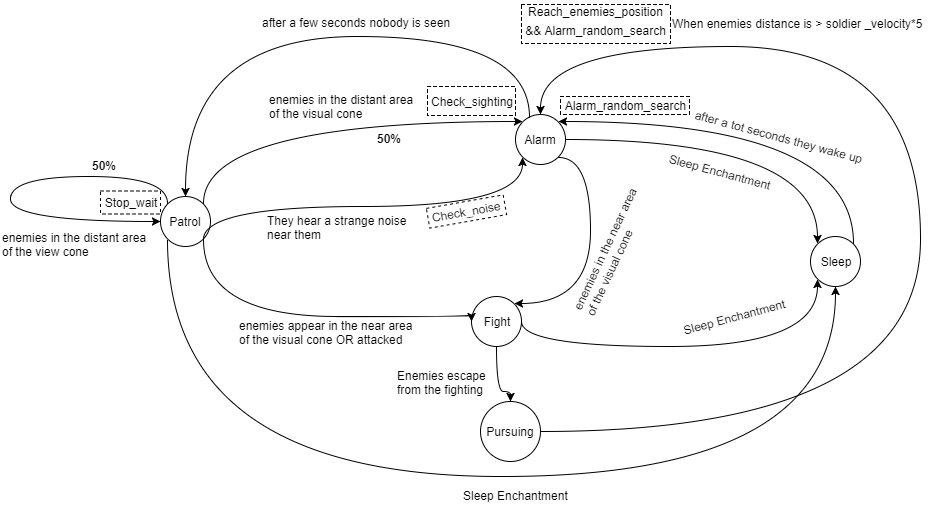 Reach_enemies_position
&& Alarm_random_search
When enemies distance is > soldier _velocity*5
after a few seconds nobody is seen
enemies in the distant area
of the visual cone
Check_sighting
Alarm_random_search
after a tot seconds they wake up
50%
Alarm
50%
Sleep Enchantment
Stop_wait
Patrol
They hear a strange noise
near them
Check_noise
enemies in the distant area
of the view cone
enemies in the near area
of the visual cone
Sleep
Fight
Sleep Enchantment
enemies appear in the near area
of the visual cone OR attacked
Enemies escape
from the fighting
Pursuing
Sleep Enchantment